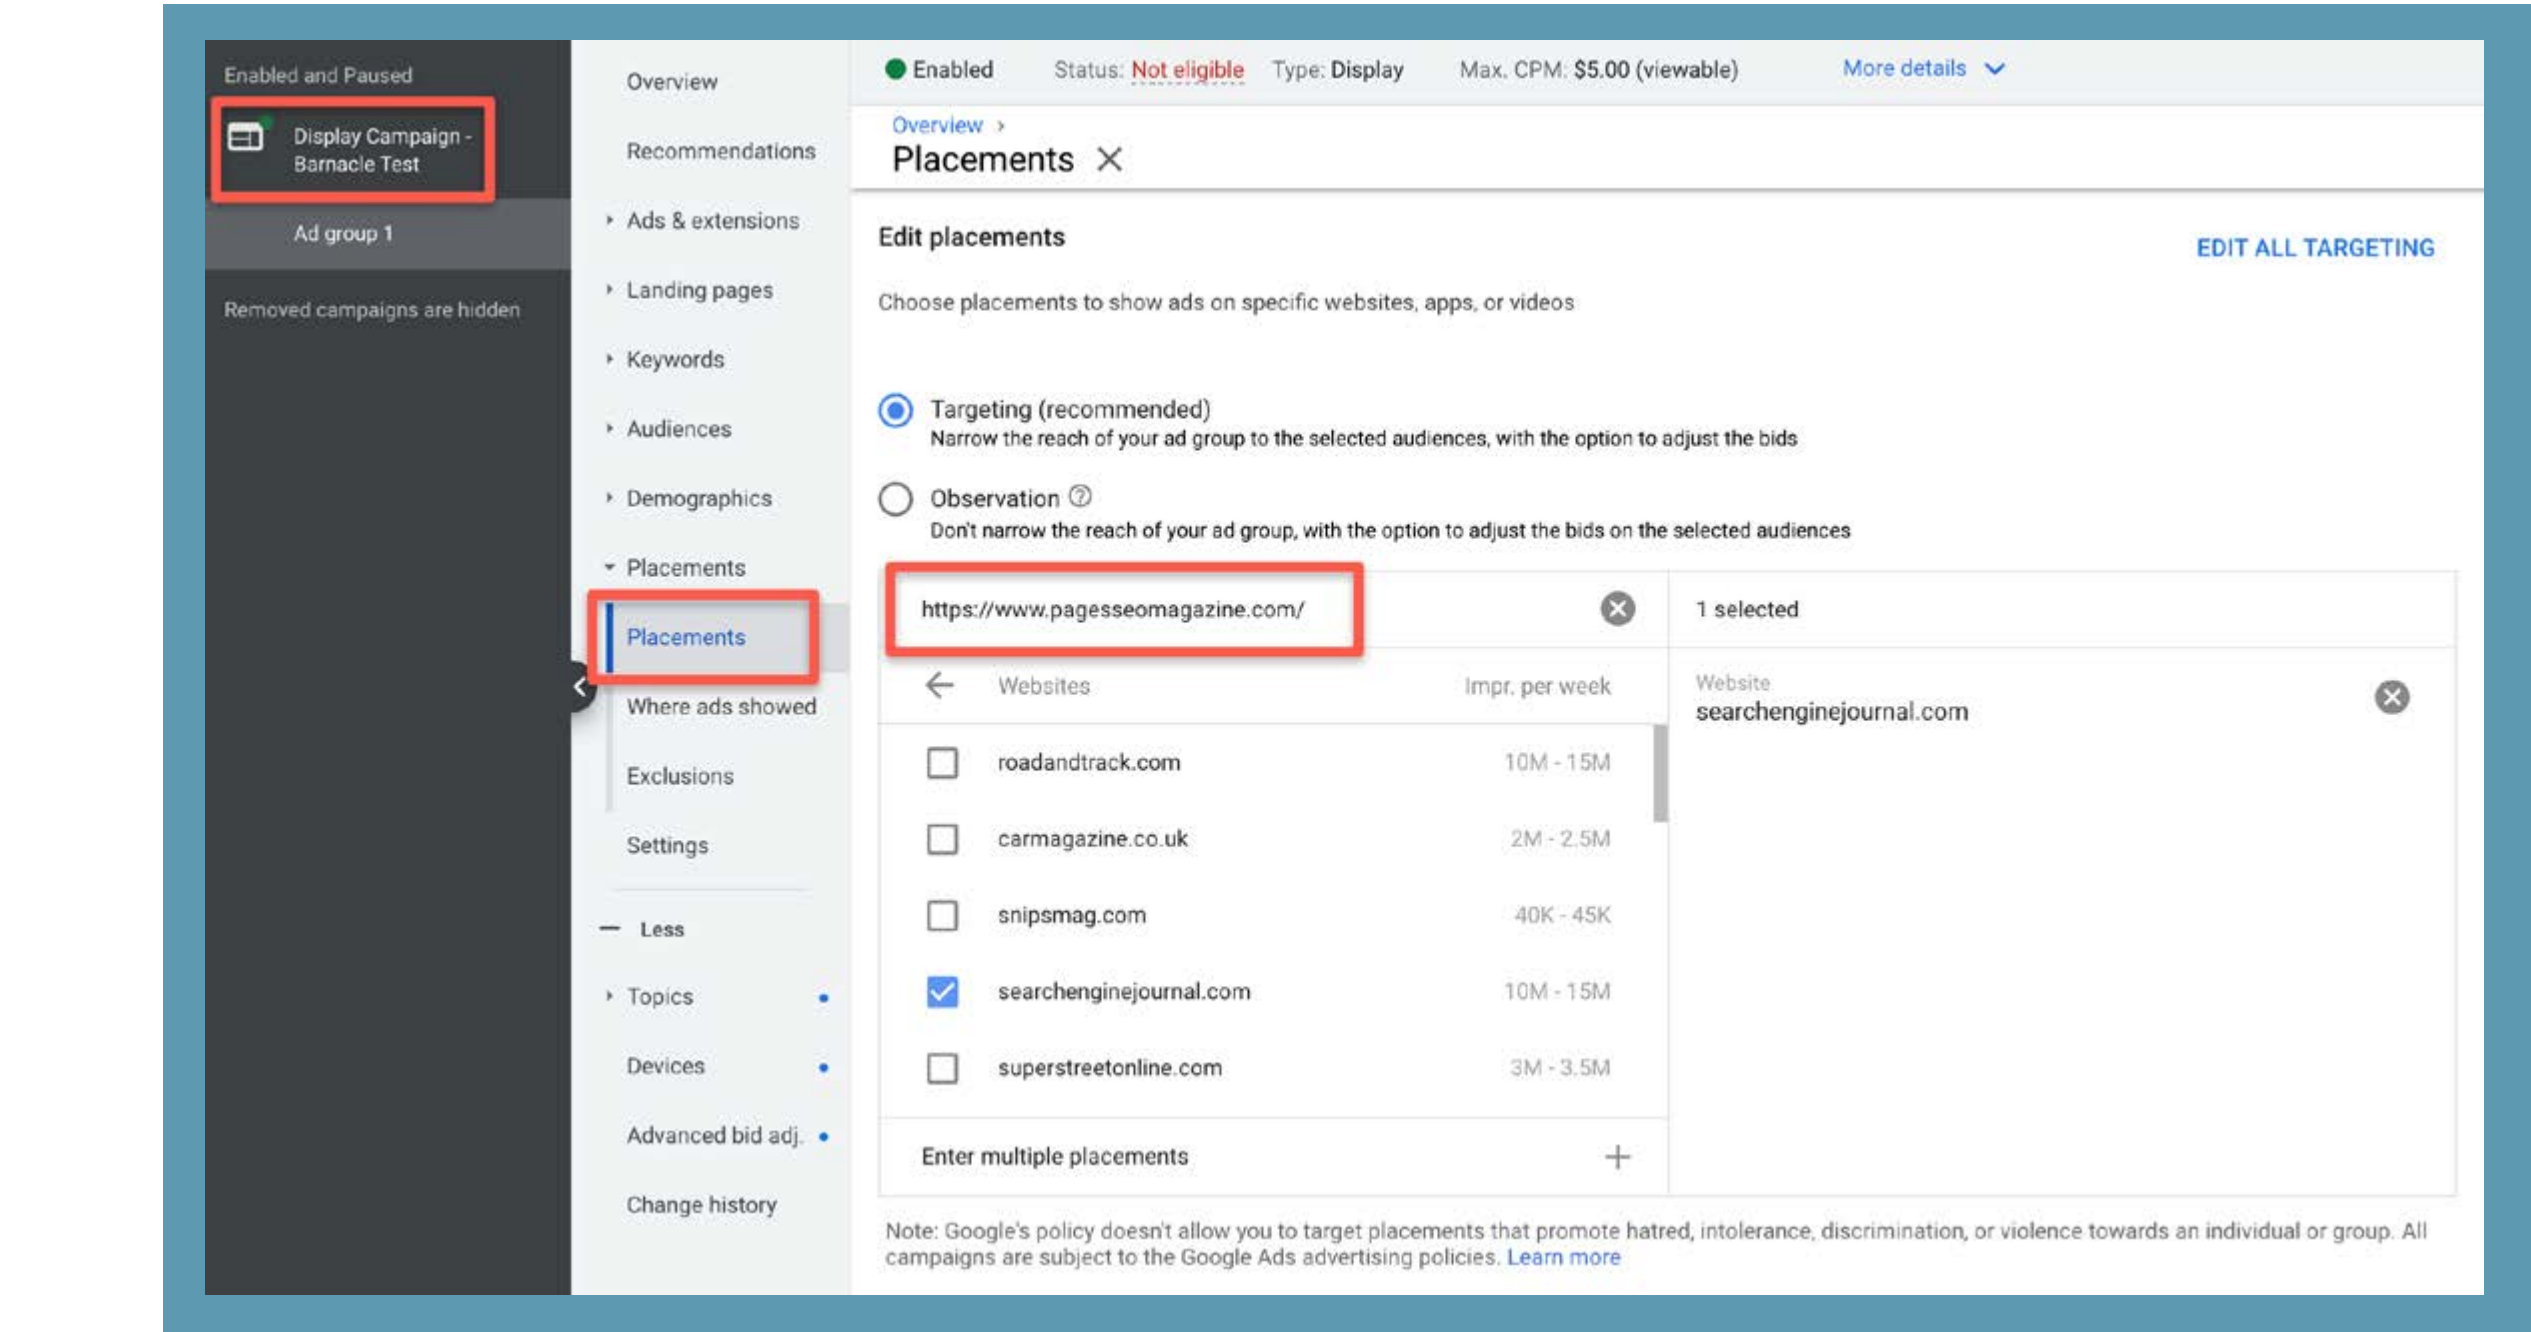 Enabled and Paused
Display Campaign -
Barnacle Test
Ad group 1
Removed campaigns are hidden
Overview
Recommendations
Ads & extensions
Landing pages
Keywords
Audiences
Demographics
Placements
Placements
Where ads showed
Exclusions
Settings
Less
Topics
Devices
Advanced bid adj.
Change history
Enabled Status: Not eligible Type: Display Max. CPM: $5.00 (viewable) More details
Overview
Placements
Edit placements
EDIT ALL TARGETING
Choose placements to show ads on specific websites, apps, or videos
Targeting (recommended)
Narrow the reach of your ad group to the selected audiences, with the option to adjust the bids
Observation
Don't narrow the reach of your ad group, with the option to adjust the bids on the selected audiences
https://www.pagesseomagazine.com/
Websites Impr. per week
roadandtrack.com 10M - 15M
carmagazine.co.uk 2M - 2.5M
snipsmag.com 40K - 45K
searchenginejournal.com 10M - 15M
superstreetonline.com 3M - 3.5M
Enter multiple placements
1 selected
Website
searchenginejournal.com
Note: Google's policy doesn't allow you to target placements that promote hatred, intolerance, discrimination, or violence towards an individual or group. All
campaigns are subject to the Google Ads advertising policies. Learn more